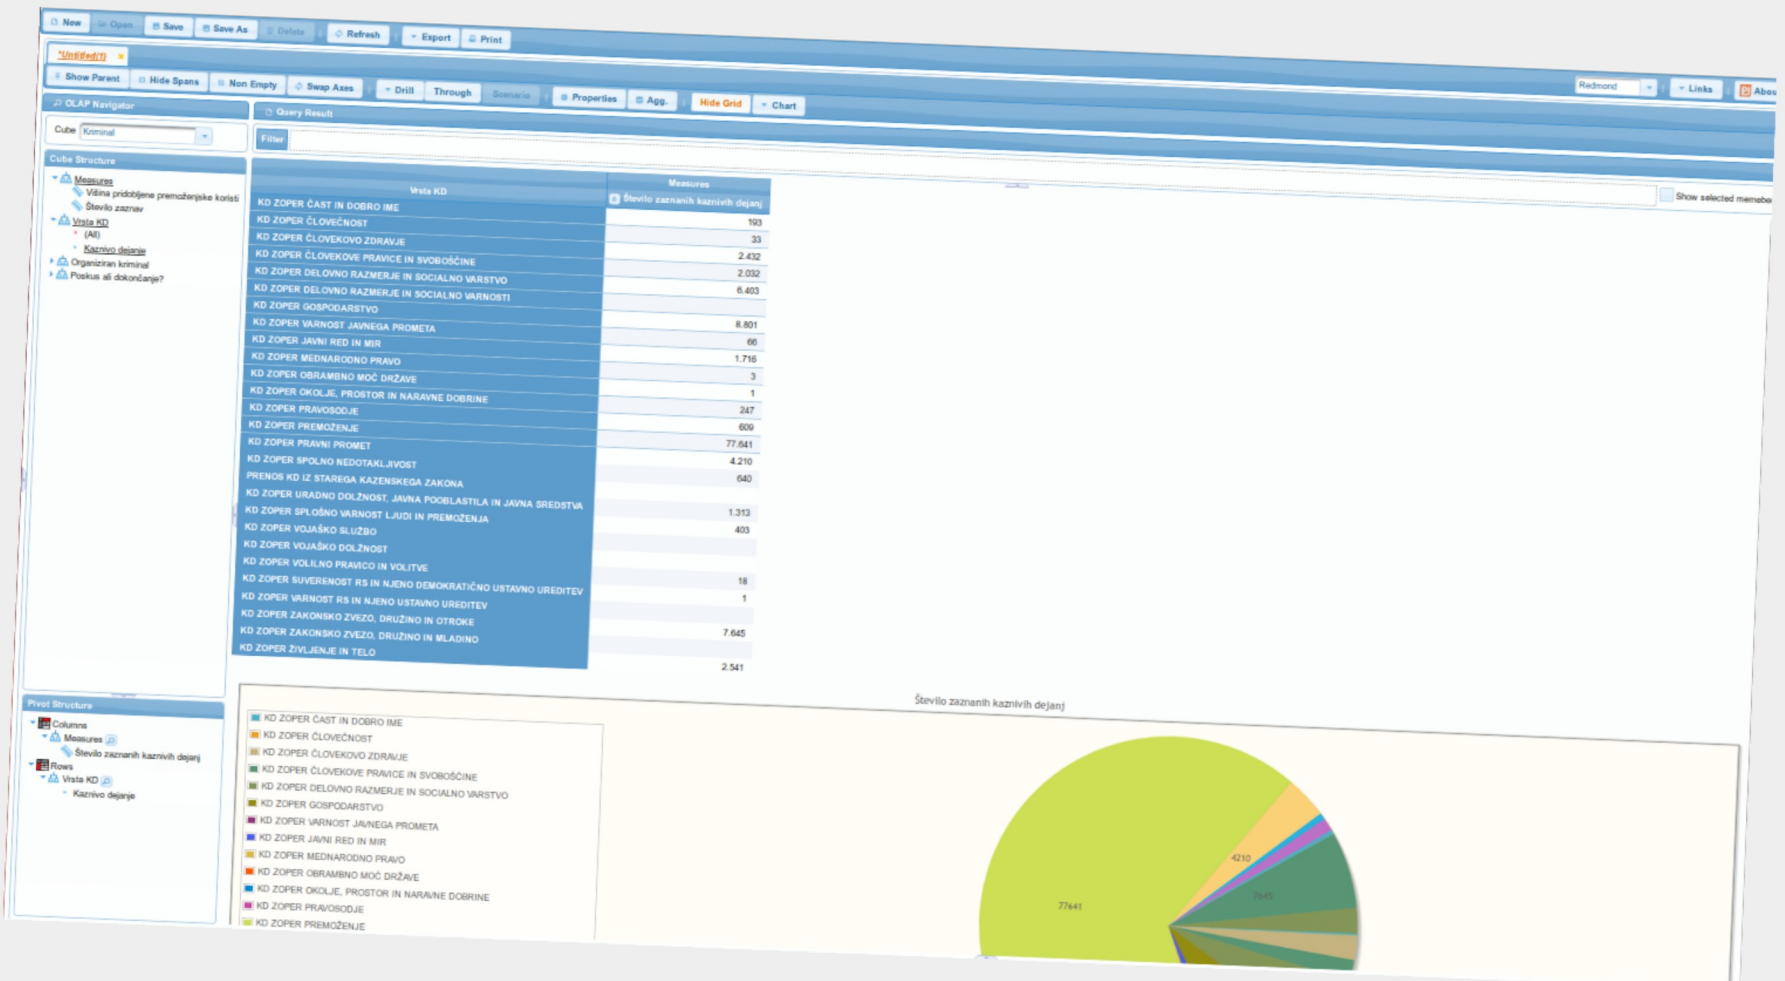 New Open Save Save As Delete Refresh Export Print
*Untitled(1)
Redmond Links Abou
Show Parent Hide Spans Non Empty Swap Axes Drill Through Scenario Properties Agg. Hide Grid Chart
OLAP Navigator
Cube Kriminal
Cube Structure
Measures
Višina pridobljene premoženjske koristi
Število zaznav
Vrsta KD
(All)
Kaznivo dejanje
Organiziran kriminal
Poskus ali dokončanje?
Query Result
Filter
Show selected memebe
Vrsta KD Measures
Število zaznanih kaznivih dejanj
KD ZOPER ČAST IN DOBRO IME 193
KD ZOPER ČLOVEČNOST 33
KD ZOPER ČLOVEKOVO ZDRAVJE 2.432
KD ZOPER ČLOVEKOVE PRAVICE IN SVOBOŠČINE 2.032
KD ZOPER DELOVNO RAZMERJE IN SOCIALNO VARSTVO 6.403
KD ZOPER DELOVNO RAZMERJE IN SOCIALNO VARNOSTI
KD ZOPER GOSPODARSTVO 8.801
KD ZOPER VARNOST JAVNEGA PROMETA 66
KD ZOPER JAVNI RED IN MIR 1.716
KD ZOPER MEDNARODNO PRAVO 3
KD ZOPER OBRAMBNO MOČ DRŽAVE 1
KD ZOPER OKOLJE, PROSTOR IN NARAVNE DOBRINE 247
KD ZOPER PRAVOSODJE 609
KD ZOPER PREMOŽENJE 77.641
KD ZOPER PRAVNI PROMET 4.210
KD ZOPER SPOLNO NEDOTAKLJIVOST 640
PRENOS KD IZ STAREGA KAZENSKEGA ZAKONA
KD ZOPER URADNO DOLŽNOST, JAVNA POOBLASTILA IN JAVNA SREDSTVA 1.313
KD ZOPER SPLOŠNO VARNOST LJUDI IN PREMOŽENJA 403
KD ZOPER VOJAŠKO SLUŽBO
KD ZOPER VOJAŠKO DOLŽNOST
KD ZOPER VOLILNO PRAVICO IN VOLITVE 18
KD ZOPER SUVERENOST RS IN NJENO DEMOKRATIČNO USTAVNO UREDITEV 1
KD ZOPER VARNOST RS IN NJENO USTAVNO UREDITEV
KD ZOPER ZAKONSKO ZVEZO, DRUŽINO IN OTROKE 7.645
KD ZOPER ZAKONSKO ZVEZO, DRUŽINO IN MLADINO
KD ZOPER ŽIVLJENJE IN TELO 2.541
Pivot Structure
Columns
Measures
Število zaznanih kaznivih dejanj
Rows
Vrsta KD
Kaznivo dejanje
Število zaznanih kaznivih dejanj
KD ZOPER ČAST IN DOBRO IME
KD ZOPER ČLOVEČNOST
KD ZOPER ČLOVEKOVO ZDRAVJE
KD ZOPER ČLOVEKOVE PRAVICE IN SVOBOŠČINE
KD ZOPER DELOVNO RAZMERJE IN SOCIALNO VARSTVO
KD ZOPER GOSPODARSTVO
KD ZOPER VARNOST JAVNEGA PROMETA
KD ZOPER JAVNI RED IN MIR
KD ZOPER MEDNARODNO PRAVO
KD ZOPER OBRAMBNO MOČ DRŽAVE
KD ZOPER OKOLJE, PROSTOR IN NARAVNE DOBRINE
KD ZOPER PRAVOSODJE
KD ZOPER PREMOŽENJE
4210
7645
77641